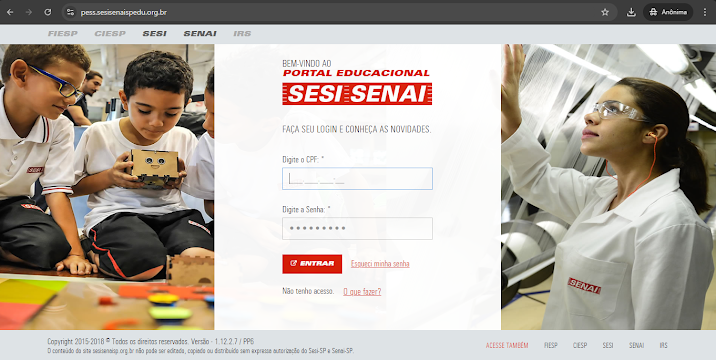 pess.sesisenaispedu.org.br
Anônima
FIESP CIESP SESI SENAI IRS
BEM-VINDO AO
PORTAL EDUCACIONAL
SESI SENAI
FAÇA SEU LOGIN E CONHEÇA AS NOVIDADES.
Digite o CPF: *
___.___.___-__
Digite a Senha: *
*********
ENTRAR
Esqueci minha senha
Não tenho acesso.
O que fazer?
SENAI
Copyright 2015-2018 © Todos os direitos reservados. Versão - 1.12.2.7 / PP6
O conteúdo do site sesisenaisp.org.br não pode ser editado, copiado ou distribuído sem expressa autorização do Sesi-SP e Senai-SP.
ACESSE TAMBÉM FIESP CIESP SESI SENAI IRS